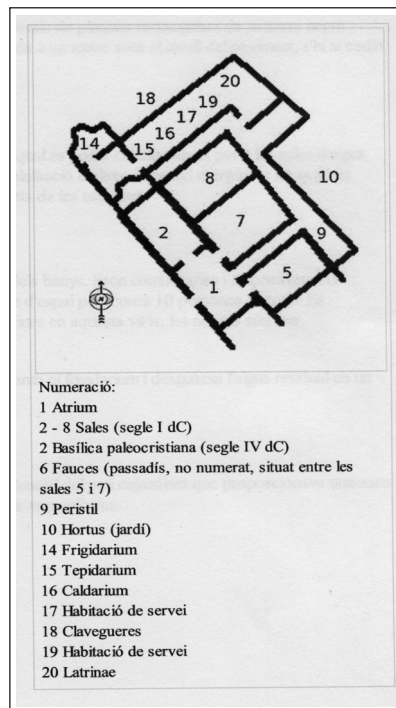 20
18
19
17
14
16
15
8
10
7
2
9
5
1
Numeració:
1 Atrium
2 - 8 Sales (segle I dC)
2 Basílica paleocristiana (segle IV dC)
6 Fauces (passadís, no numerat, situat entre les
sales 5 i 7)
9 Peristil
10 Hortus (jardí)
14 Frigidarium
15 Tepidarium
16 Caldarium
17 Habitació de servei
18 Clavegueres
19 Habitació de servei
20 Latrinae